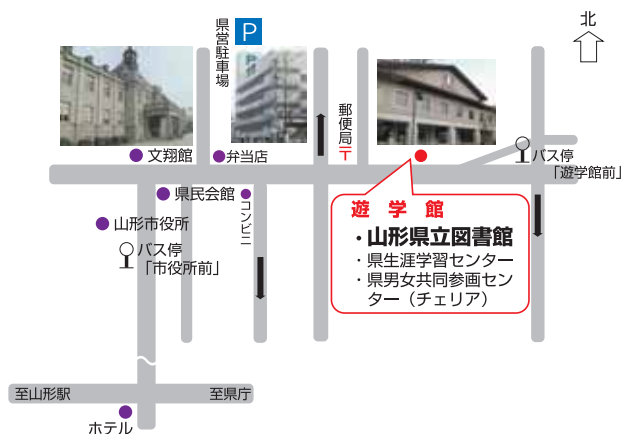 県営駐車場
P
北
郵便局
〒
文翔館
弁当店
バス停
「遊学館前」
県民会館
コンビニ
山形市役所
バス停
「市役所前」
遊学館
・山形県立図書館
・県生涯学習センター
・県男女共同参画セン
ター（チェリア）
至山形駅
至県庁
ホテル